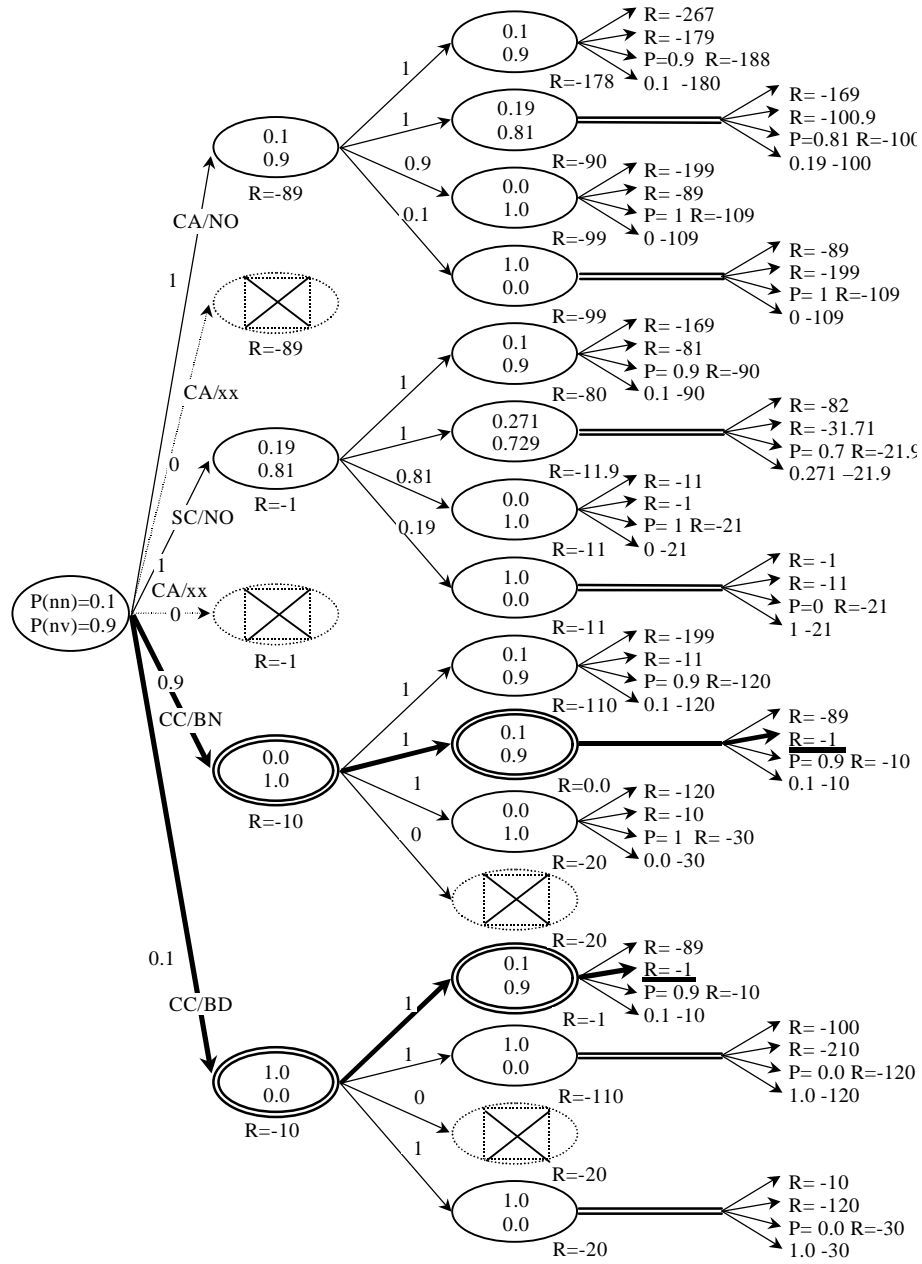 R= -267
R= -179
P=0.9 R=-188
0.1 -180
0.1
0.9
R=-178
1
R= -169
R= -100.9
P=0.81 R=-100
0.19 -100
0.19
0.81
R=-90
1
0.1
0.9
R=-89
0.9
R= -199
R= -89
P= 1 R=-109
0 -109
0.0
1.0
R=-99
0.1
CA/NO
1
R= -89
R= -199
P= 1 R=-109
0 -109
1.0
0.0
R=-99
R=-89
CA/xx
0
R= -169
R= -81
P= 0.9 R=-90
0.1 -90
0.1
0.9
R=-80
1
R= -82
R= -31.71
P= 0.7 R=-21.9
0.271 –21.9
0.271
0.729
R=-11.9
1
0.19
0.81
R=-1
SC/NO
1
0.81
R= -11
R= -1
P= 1 R=-21
0 -21
0.0
1.0
R=-11
0.19
R= -1
R= -11
P=0 R=-21
1 -21
1.0
0.0
R=-11
CA/xx
0
R=-1
P(nn)=0.1
P(nv)=0.9
R= -199
R= -11
P= 0.9 R=-120
0.1 -120
0.1
0.9
R=-110
1
0.9
CC/BN
R= -89
R= -1
P= 0.9 R= -10
0.1 -10
0.1
0.9
R=0.0
1
0.0
1.0
R=-10
1
R= -120
R= -10
P= 1 R= -30
0.0 -30
0.0
1.0
R=-20
0
R=-20
0.1
CC/BD
R= -89
R= -1
P= 0.9 R=-10
0.1 -10
0.1
0.9
R=-1
1
R= -100
R= -210
P= 0.0 R=-120
1.0 -120
1.0
0.0
R=-110
1
1.0
0.0
R=-10
0
R=-20
1
R= -10
R= -120
P= 0.0 R=-30
1.0 -30
1.0
0.0
R=-20